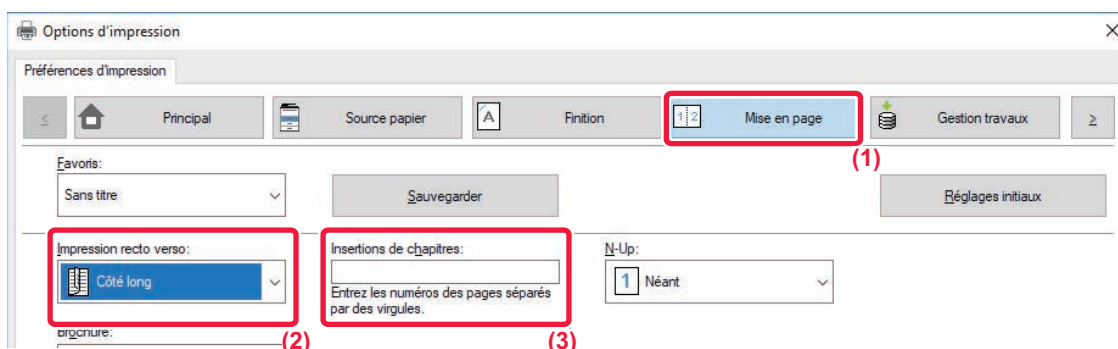 Options d'impression
Préférences d'impression
Principal
Source papier
Finition
Mise en page
Gestion travaux
(1)
Favoris:
Sans titre
Sauvegarder
Réglages initiaux
Impression recto verso:
Insertions de chapitres:
N-Up:
Côté long
1 Néant
Entrez les numéros des pages séparés
par des virgules.
Brochure:
(2)
(3)